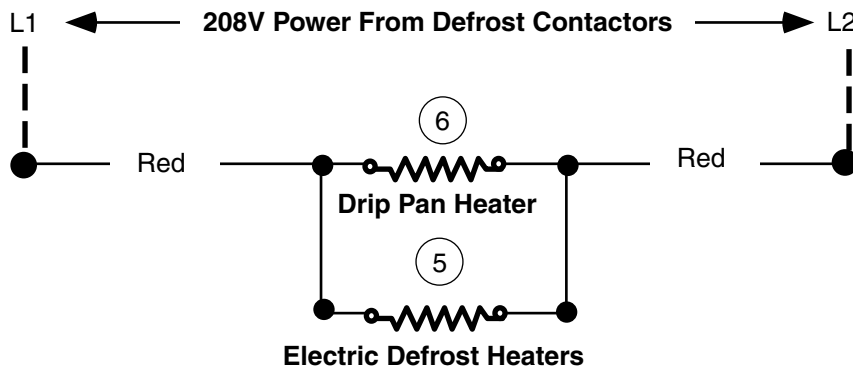 L1 208V Power From Defrost Contactors L2
6
Red Red
Drip Pan Heater
5
Electric Defrost Heaters